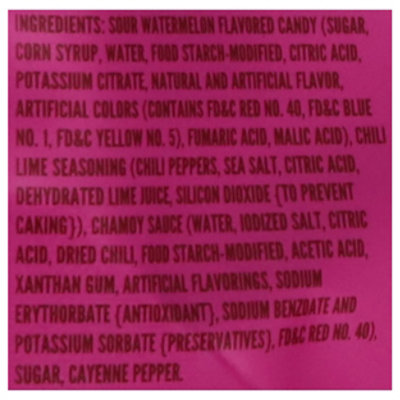 INGREDIENTS: SOUR WATERMELON FLAVORED CANDY (SUGAR,
CORN SYRUP, WATER, FOOD STARCH-MODIFIED, CITRIC ACID,
POTASSIUM CITRATE, NATURAL AND ARTIFICIAL FLAVOR,
ARTIFICIAL COLORS (CONTAINS FD&C RED NO. 40, FD&C BLUE
NO. 1, FD&C YELLOW NO. 5), FUMARIC ACID, MALIC ACID), CHILI
LIME SEASONING (CHILI PEPPERS, SEA SALT, CITRIC ACID,
DEHYDRATED LIME JUICE, SILICON DIOXIDE {TO PREVENT
CAKING}), CHAMOY SAUCE (WATER, IODIZED SALT, CITRIC
ACID, DRIED CHILI, FOOD STARCH-MODIFIED, ACETIC ACID,
XANTHAN GUM, ARTIFICIAL FLAVORINGS, SODIUM
ERYTHORBATE {ANTIOXIDANT}, SODIUM BENZOATE AND
POTASSIUM SORBATE {PRESERVATIVES}, FD&C RED NO. 40),
SUGAR, CAYENNE PEPPER.